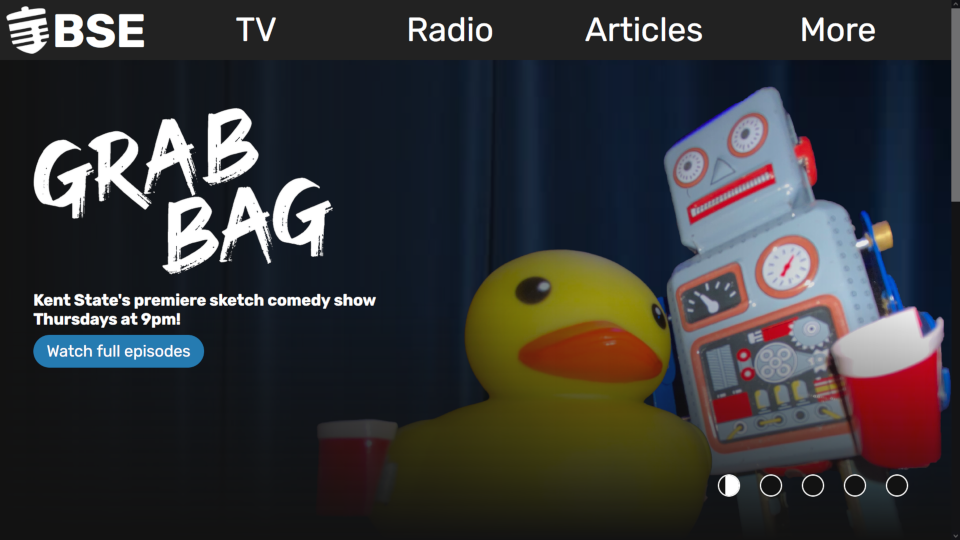 BSE
TV
Radio
Articles
More
GRAB
BAG
Kent State's premiere sketch comedy show
Thursdays at 9pm!
Watch full episodes